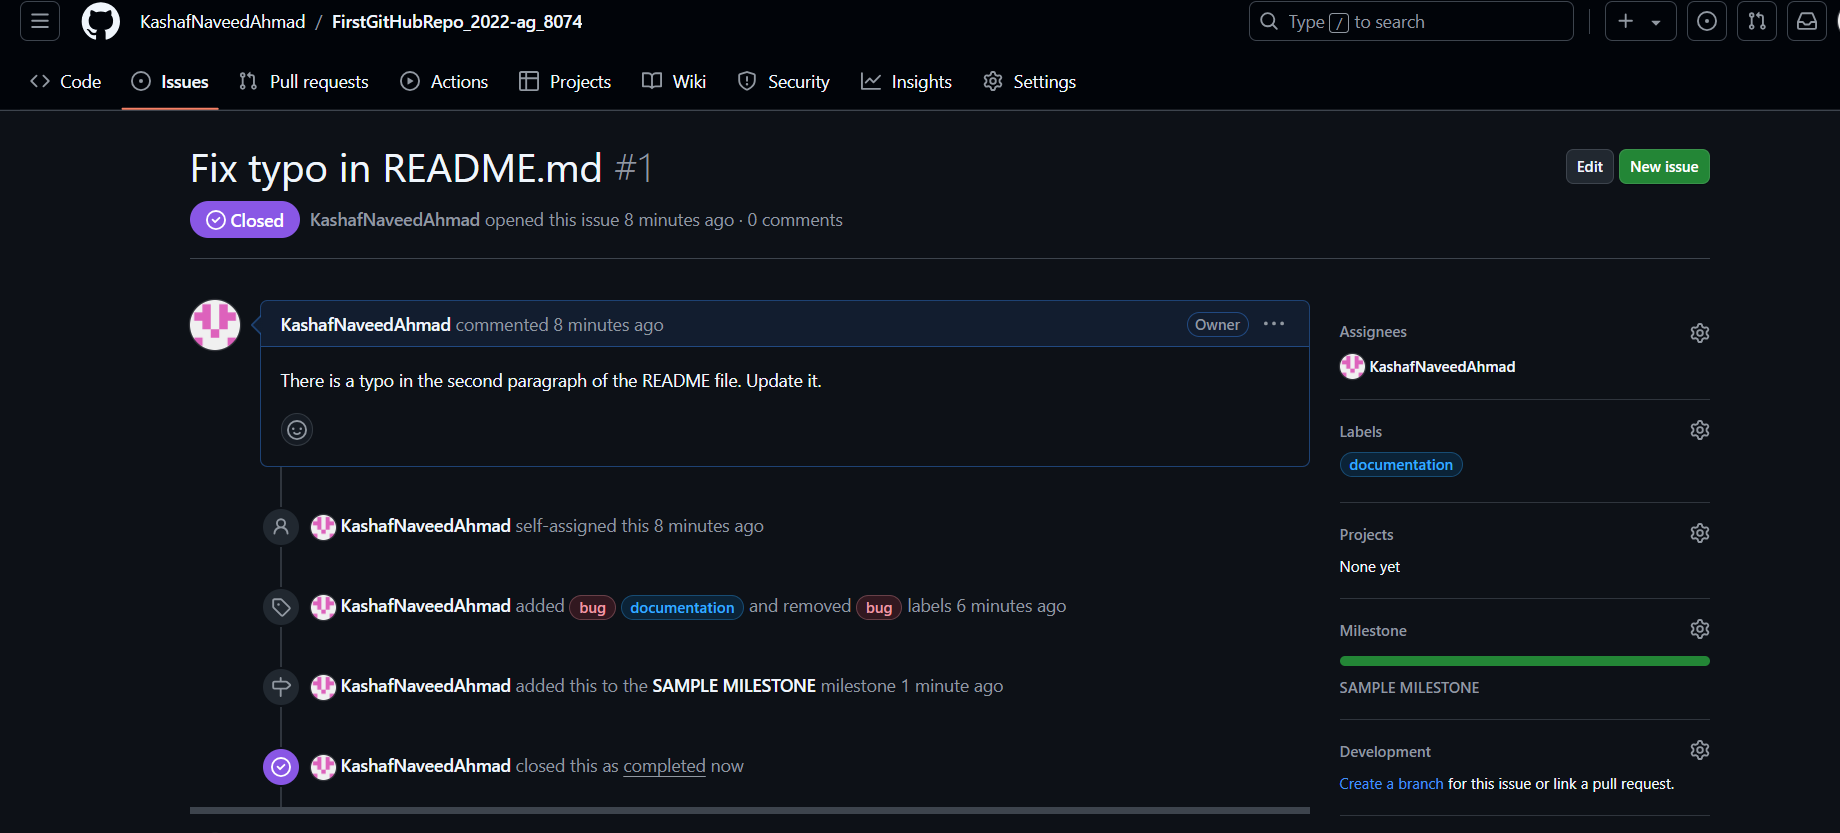 KashafNaveedAhmad / FirstGitHubRepo_2022-ag_8074
Type / to search
Code Issues Pull requests Actions Projects Wiki Security Insights Settings
Fix typo in README.md #1
Edit New issue
Closed KashafNaveedAhmad opened this issue 8 minutes ago · 0 comments
KashafNaveedAhmad commented 8 minutes ago
Owner
There is a typo in the second paragraph of the README file. Update it.
KashafNaveedAhmad self-assigned this 8 minutes ago
KashafNaveedAhmad added bug documentation and removed bug labels 6 minutes ago
KashafNaveedAhmad added this to the SAMPLE MILESTONE milestone 1 minute ago
KashafNaveedAhmad closed this as completed now
Assignees
KashafNaveedAhmad
Labels
documentation
Projects
None yet
Milestone
SAMPLE MILESTONE
Development
Create a branch for this issue or link a pull request.